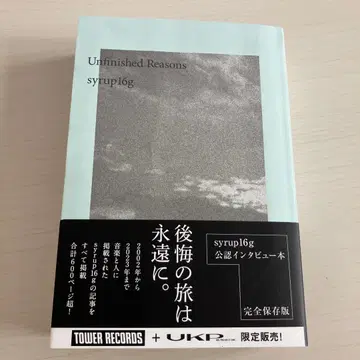 Unfinished Reasons
syrup16g
後悔の旅は
永遠に。
2002年から
2023年まで
音楽と人に
掲載された
syrup16gの記事を
すべて掲載
合計600ページ超!
syrup16g
公認インタビュー本
完全保存版
TOWER RECORDS + UKP 限定販売!